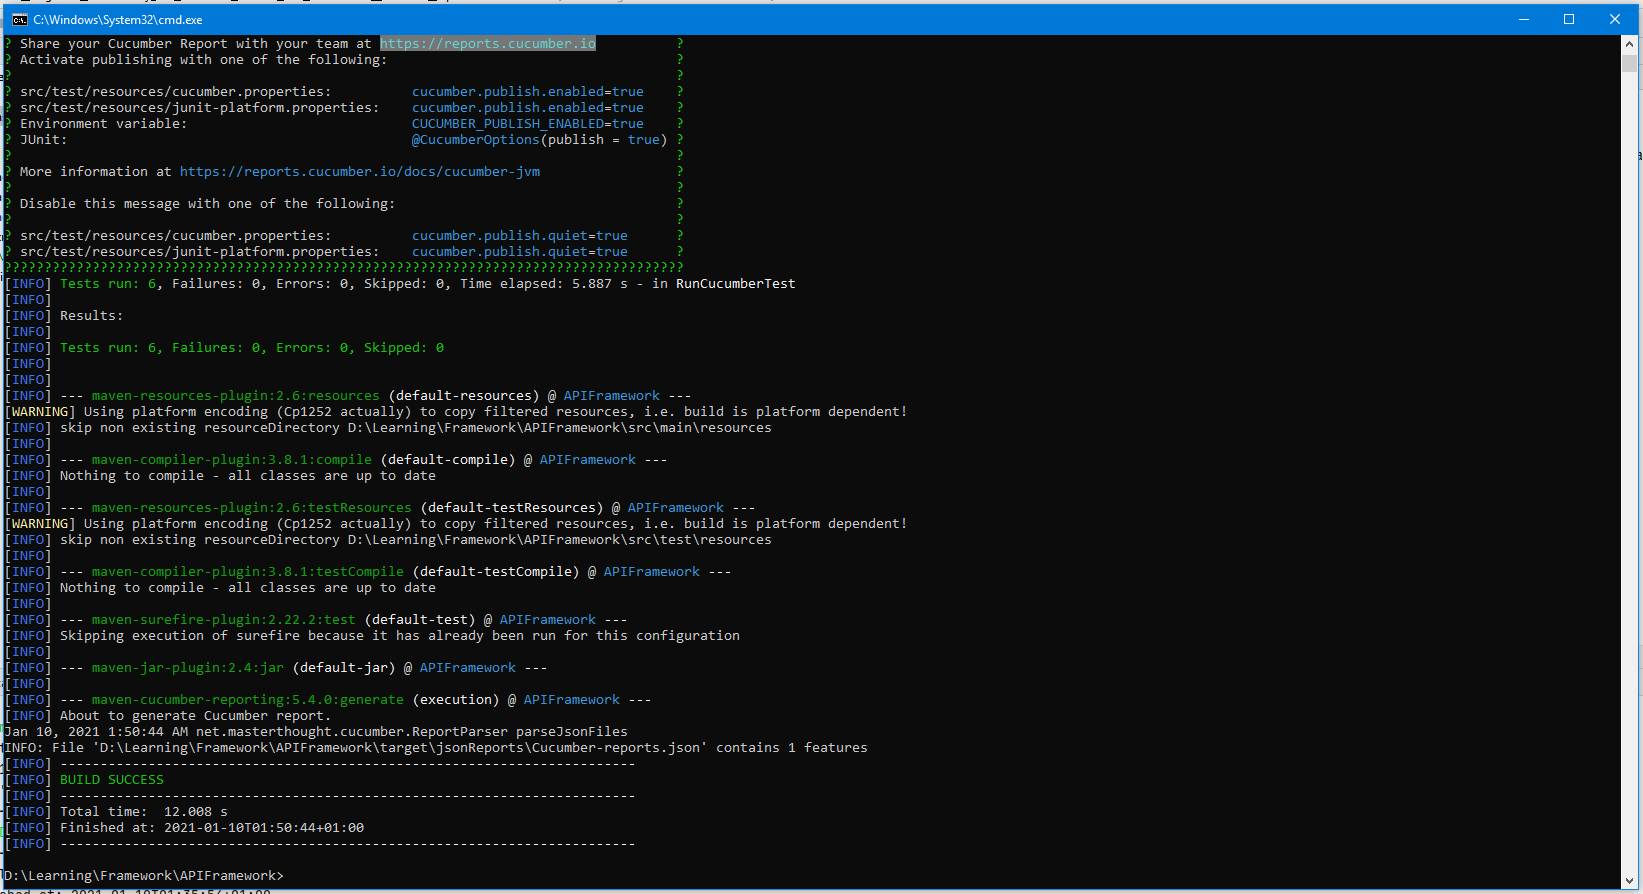 C:\Windows\System32\cmd.exe
? Share your Cucumber Report with your team at https://reports.cucumber.io ?
? Activate publishing with one of the following: ?
? ?
? src/test/resources/cucumber.properties: cucumber.publish.enabled=true ?
? src/test/resources/junit-platform.properties: cucumber.publish.enabled=true ?
? Environment variable: CUCUMBER_PUBLISH_ENABLED=true ?
? JUnit: @CucumberOptions(publish = true) ?
? ?
? More information at https://reports.cucumber.io/docs/cucumber-jvm ?
? ?
? Disable this message with one of the following: ?
? ?
? src/test/resources/cucumber.properties: cucumber.publish.quiet=true ?
? src/test/resources/junit-platform.properties: cucumber.publish.quiet=true ?
?????????????????????????????????????????????????????????????????????????????????????
[INFO] Tests run: 6, Failures: 0, Errors: 0, Skipped: 0, Time elapsed: 5.887 s - in RunCucumberTest
[INFO]
[INFO] Results:
[INFO]
[INFO] Tests run: 6, Failures: 0, Errors: 0, Skipped: 0
[INFO]
[INFO]
[INFO] --- maven-resources-plugin:2.6:resources (default-resources) @ APIFramework ---
[WARNING] Using platform encoding (Cp1252 actually) to copy filtered resources, i.e. build is platform dependent!
[INFO] skip non existing resourceDirectory D:\Learning\Framework\APIFramework\src\main\resources
[INFO]
[INFO] --- maven-compiler-plugin:3.8.1:compile (default-compile) @ APIFramework ---
[INFO] Nothing to compile - all classes are up to date
[INFO]
[INFO] --- maven-resources-plugin:2.6:testResources (default-testResources) @ APIFramework ---
[WARNING] Using platform encoding (Cp1252 actually) to copy filtered resources, i.e. build is platform dependent!
[INFO] skip non existing resourceDirectory D:\Learning\Framework\APIFramework\src\test\resources
[INFO]
[INFO] --- maven-compiler-plugin:3.8.1:testCompile (default-testCompile) @ APIFramework ---
[INFO] Nothing to compile - all classes are up to date
[INFO]
[INFO] --- maven-surefire-plugin:2.22.2:test (default-test) @ APIFramework ---
[INFO] Skipping execution of surefire because it has already been run for this configuration
[INFO]
[INFO] --- maven-jar-plugin:2.4:jar (default-jar) @ APIFramework ---
[INFO]
[INFO] --- maven-cucumber-reporting:5.4.0:generate (execution) @ APIFramework ---
[INFO] About to generate Cucumber report.
Jan 10, 2021 1:50:44 AM net.masterthought.cucumber.ReportParser parseJsonFiles
INFO: File 'D:\Learning\Framework\APIFramework\target\jsonReports\Cucumber-reports.json' contains 1 features
[INFO] ------------------------------------------------------------------------
[INFO] BUILD SUCCESS
[INFO] ------------------------------------------------------------------------
[INFO] Total time:  12.008 s
[INFO] Finished at: 2021-01-10T01:50:44+01:00
[INFO] ------------------------------------------------------------------------
D:\Learning\Framework\APIFramework>